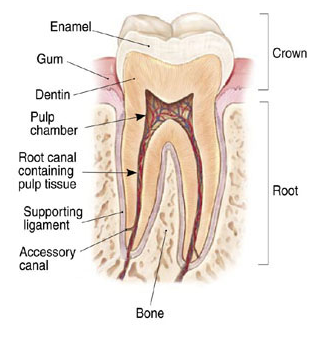 Enamel
Gum
Dentin
Pulp
chamber
Root canal
containing
pulp tissue
Supporting
ligament
Accessory
canal
Bone
Crown
Root